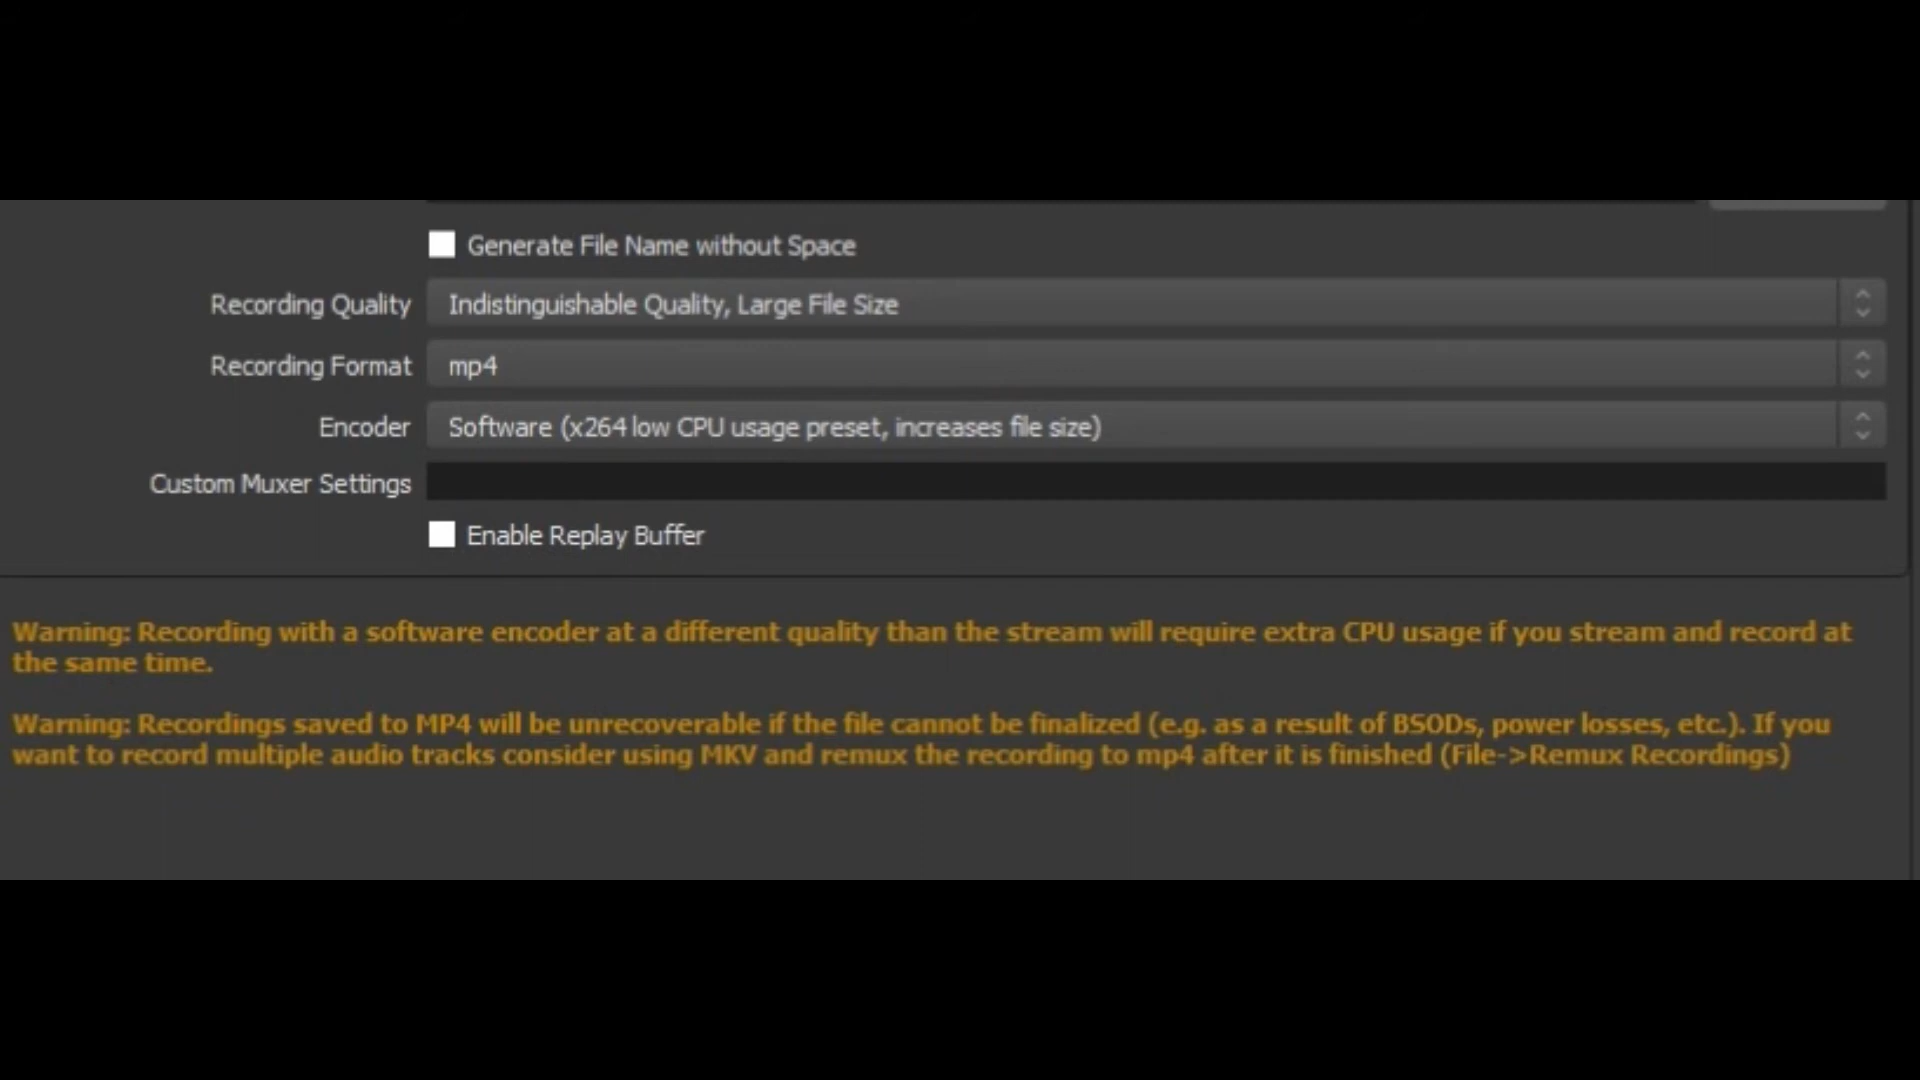 Generate File Name without Space
Recording Quality Indistinguishable Quality, Large File Size
Recording Format mp4
Encoder Software (x264 low CPU usage preset, increases file size)
Custom Muxer Settings
Enable Replay Buffer
Warning: Recording with a software encoder at a different quality than the stream will require extra CPU usage if you stream and record at
the same time.
Warning: Recordings saved to MP4 will be unrecoverable if the file cannot be finalized (e.g. as a result of BSODs, power losses, etc.). If you
want to record multiple audio tracks consider using MKV and remux the recording to mp4 after it is finished (File->Remux Recordings)